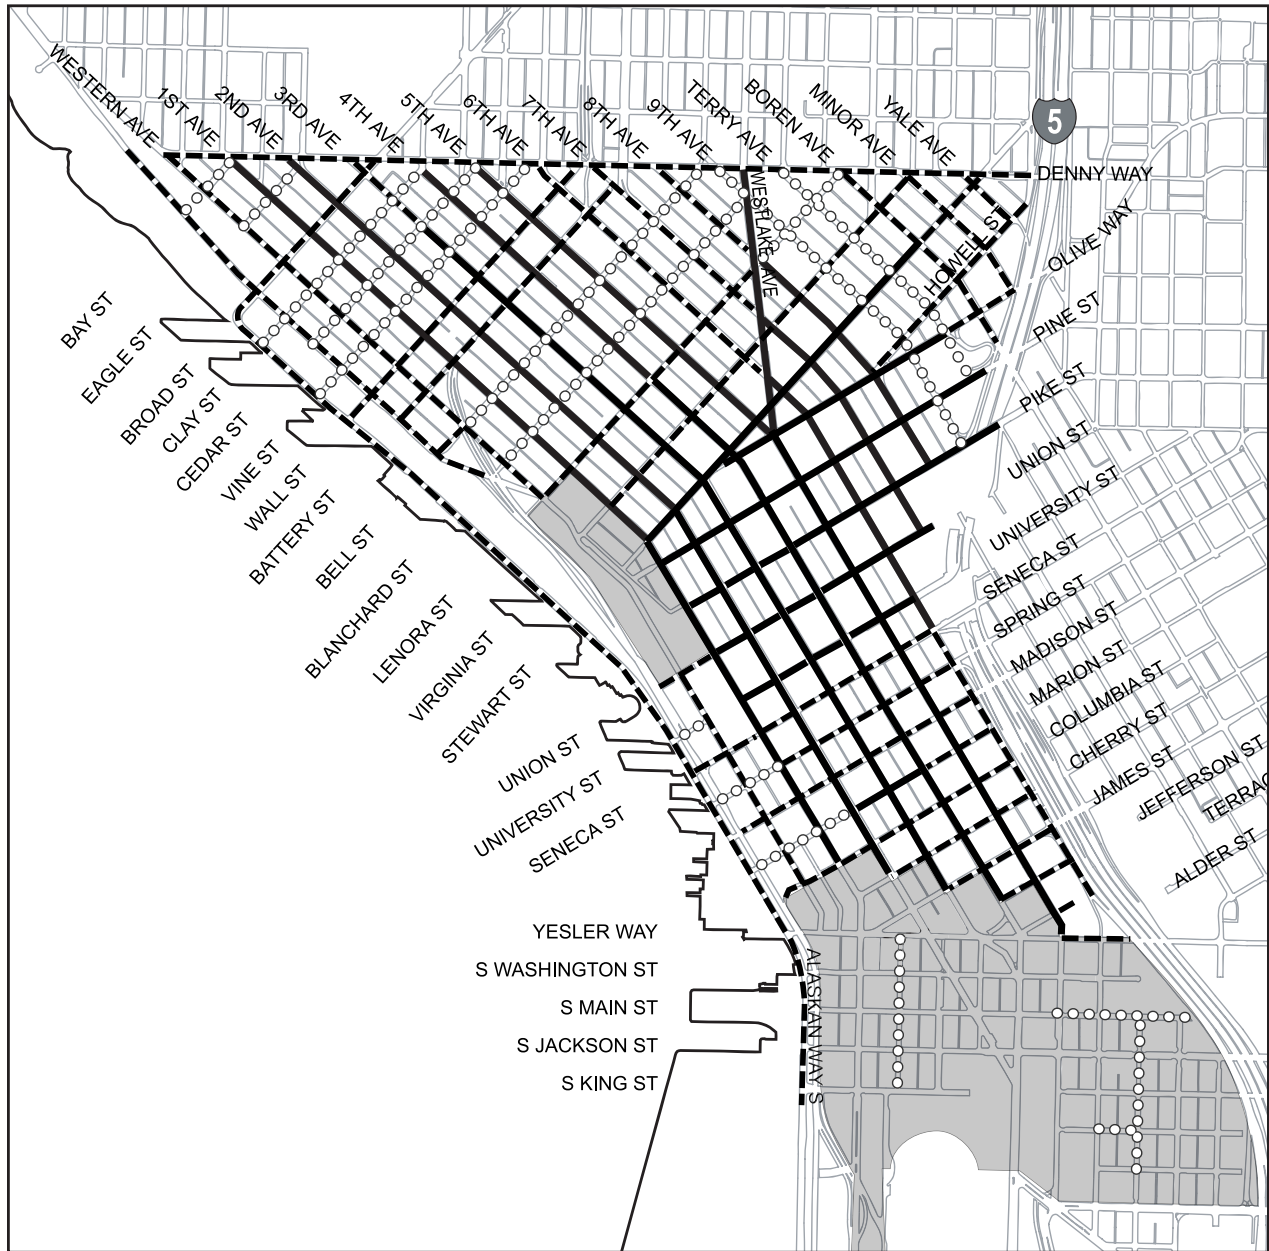 WESTERN AVE
1ST AVE
2ND AVE
3RD AVE
4TH AVE
5TH AVE
6TH AVE
7TH AVE
8TH AVE
9TH AVE
TERRY AVE
BOREN AVE
MINOR AVE
YALE AVE
5
DENNY WAY
WESTLAKE AVE
HOWELL ST
OLIVE WAY
PINE ST
PIKE ST
UNION ST
UNIVERSITY ST
SENECA ST
SPRING ST
MADISON ST
MARION ST
COLUMBIA ST
CHERRY ST
JAMES ST
JEFFERSON ST
TERRAC
ALDER ST
BAY ST
EAGLE ST
BROAD ST
CLAY ST
CEDAR ST
VINE ST
WALL ST
BATTERY ST
BELL ST
BLANCHARD ST
LENORA ST
VIRGINIA ST
STEWART ST
UNION ST
UNIVERSITY ST
SENECA ST
YESLER WAY
S WASHINGTON ST
S MAIN ST
S JACKSON ST
S KING ST
ALASKAN WAY S